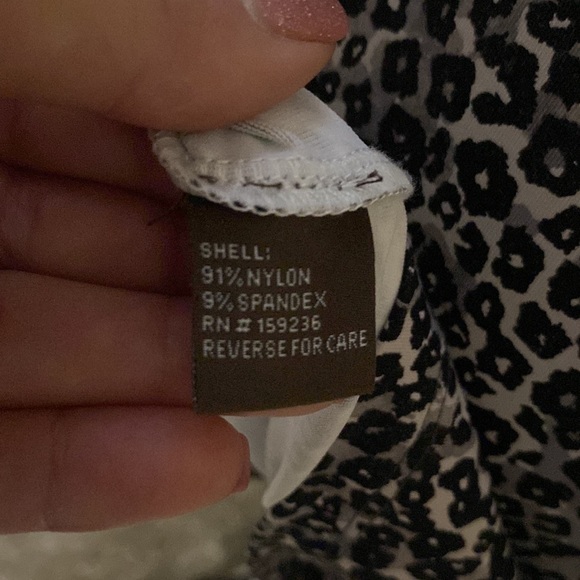 SHELL:
91% NYLON
9% SPANDEX
RN # 159236
REVERSE FOR CARE